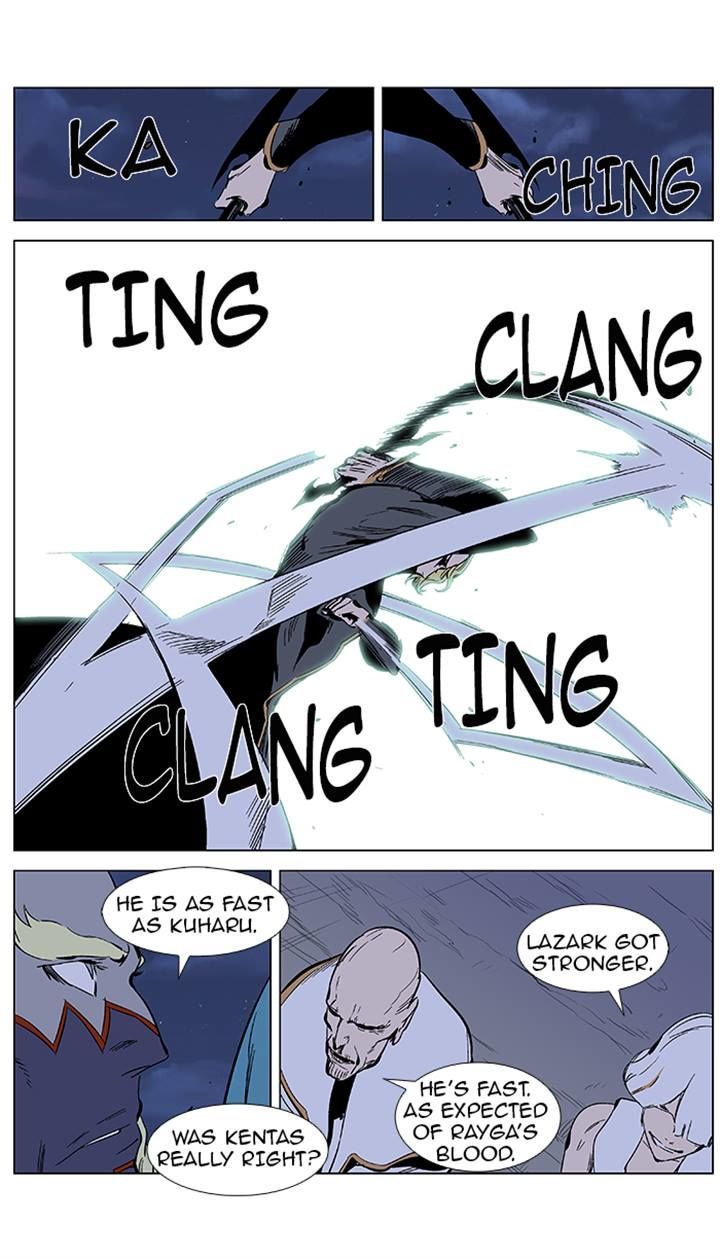 KA
CHING
TING
CLANG
TING
CLANG
HE IS AS FAST
AS KUHARU.
WAS KENTAS
REALLY RIGHT?
LAZARK GOT
STRONGER.
HE'S FAST.
AS EXPECTED
OF RAYGA'S
BLOOD.